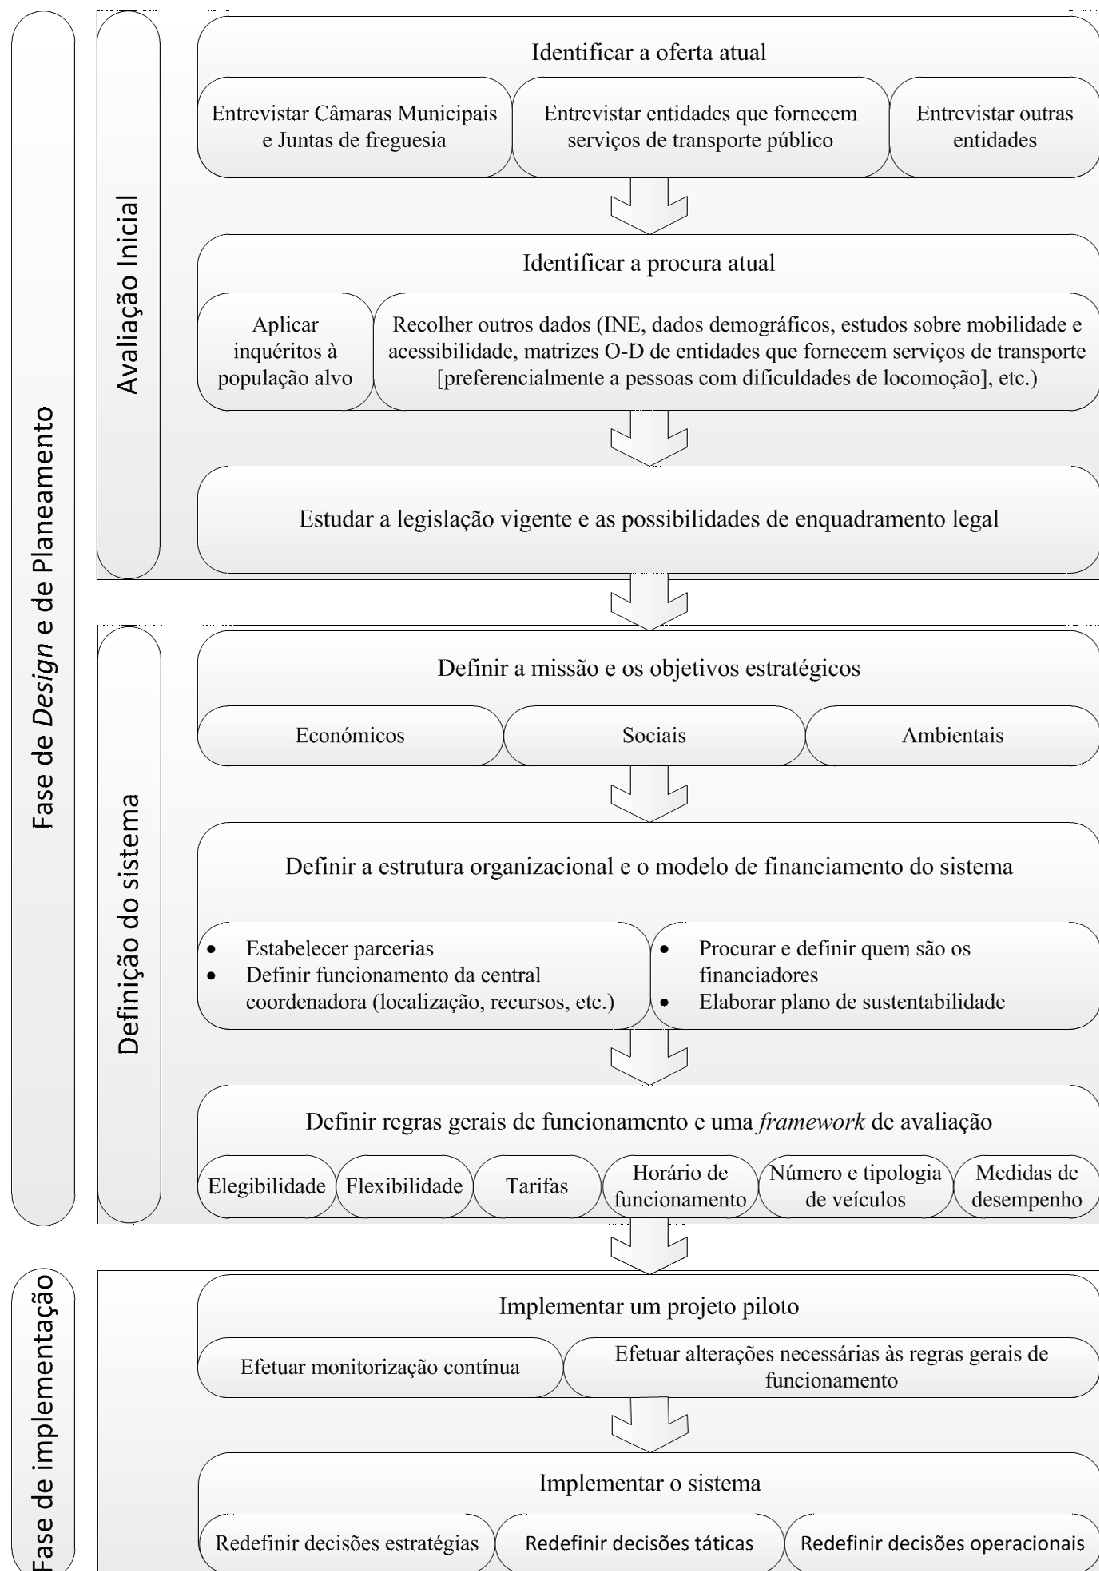 Fase de Design e de Planeamento
Avaliação Inicial
Identificar a oferta atual
Entrevistar Câmaras Municipais
e Juntas de freguesia
Entrevistar entidades que fornecem
serviços de transporte público
Entrevistar outras
entidades
Identificar a procura atual
Aplicar
inquéritos à
população alvo
Recolher outros dados (INE, dados demográficos, estudos sobre mobilidade e
acessibilidade, matrizes O-D de entidades que fornecem serviços de transporte
[preferencialmente a pessoas com dificuldades de locomoção], etc.)
Estudar a legislação vigente e as possibilidades de enquadramento legal
Definição do sistema
Definir a missão e os objetivos estratégicos
Económicos
Sociais
Ambientais
Definir a estrutura organizacional e o modelo de financiamento do sistema
• Estabelecer parcerias
• Definir funcionamento da central
coordenadora (localização, recursos, etc.)
• Procurar e definir quem são os
financiadores
• Elaborar plano de sustentabilidade
Definir regras gerais de funcionamento e uma framework de avaliação
Elegibilidade
Flexibilidade
Tarifas
Horário de
funcionamento
Número e tipologia
de veículos
Medidas de
desempenho
Fase de implementação
Implementar um projeto piloto
Efetuar monitorização contínua
Efetuar alterações necessárias às regras gerais de
funcionamento
Implementar o sistema
Redefinir decisões estratégias
Redefinir decisões táticas
Redefinir decisões operacionais